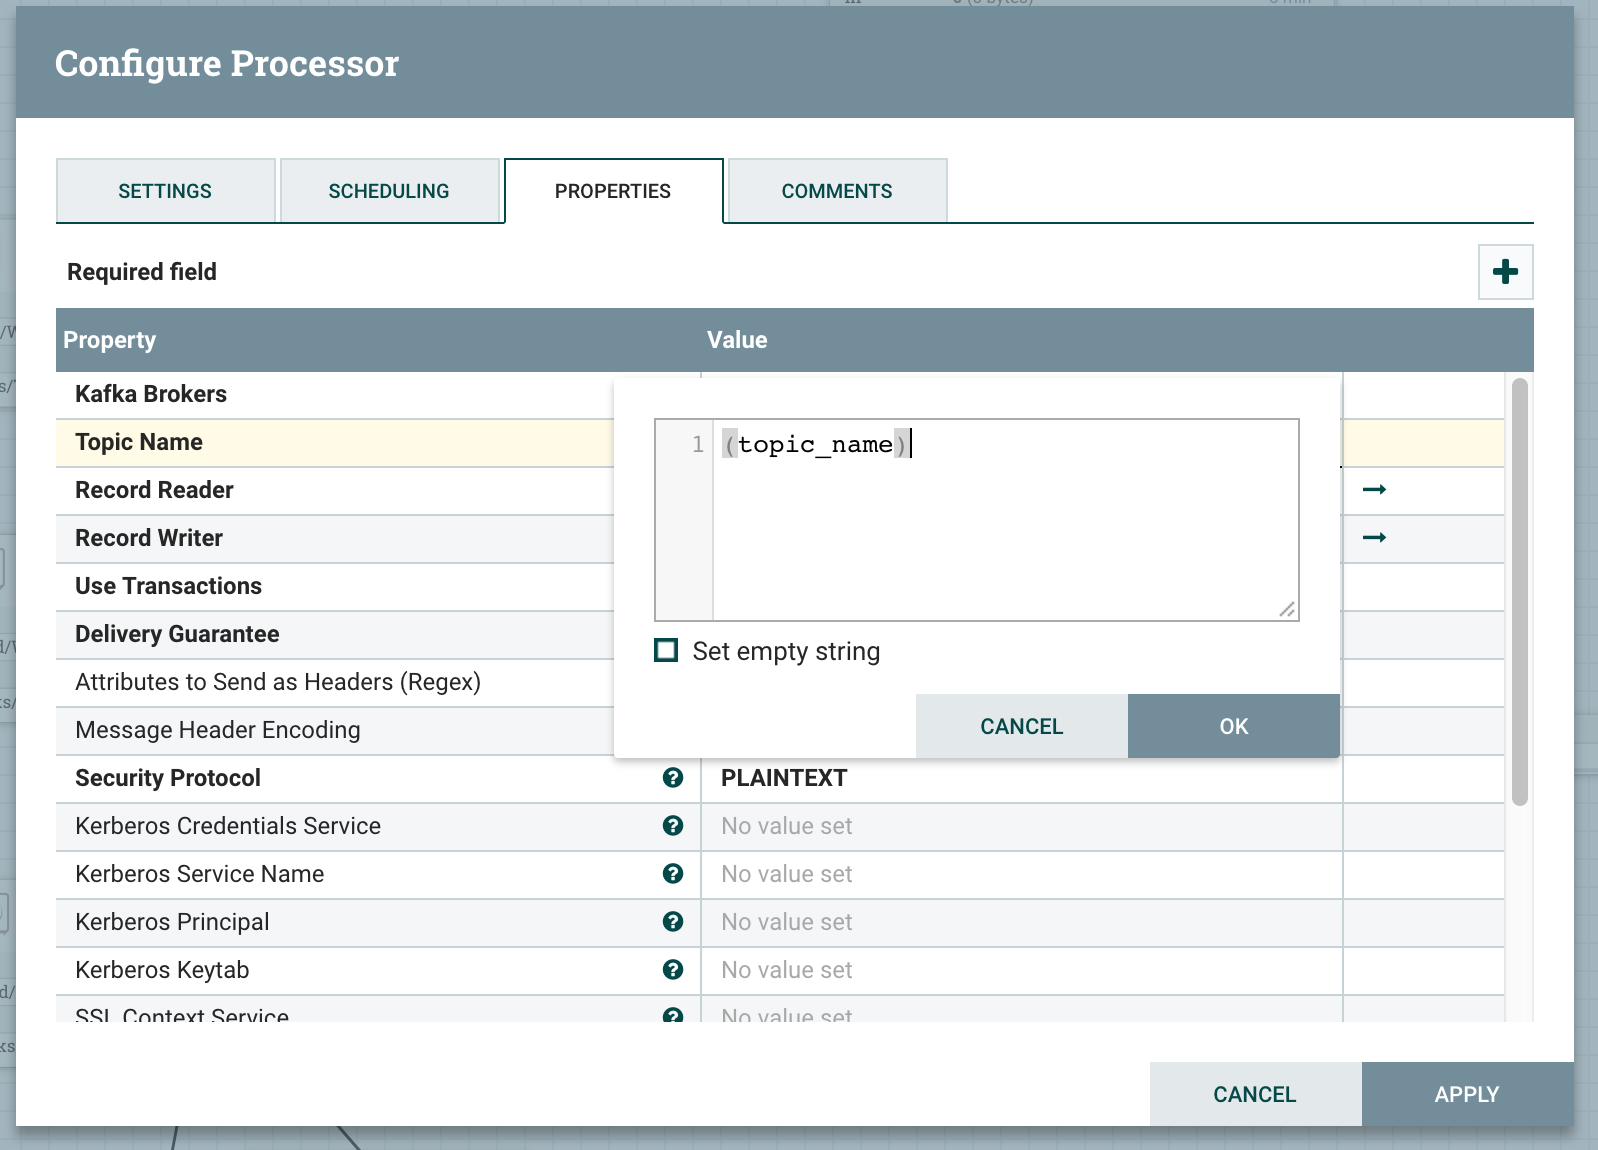 Configure Processor
SETTINGS
SCHEDULING
PROPERTIES
COMMENTS
Required field
Property
Value
Kafka Brokers
Topic Name
Record Reader
Record Writer
Use Transactions
Delivery Guarantee
Attributes to Send as Headers (Regex)
Message Header Encoding
1 (topic_name)
Set empty string
CANCEL
OK
Security Protocol ? PLAINTEXT
Kerberos Credentials Service ? No value set
Kerberos Service Name ? No value set
Kerberos Principal ? No value set
Kerberos Keytab ? No value set
SSL Context Service ? No value set
CANCEL
APPLY